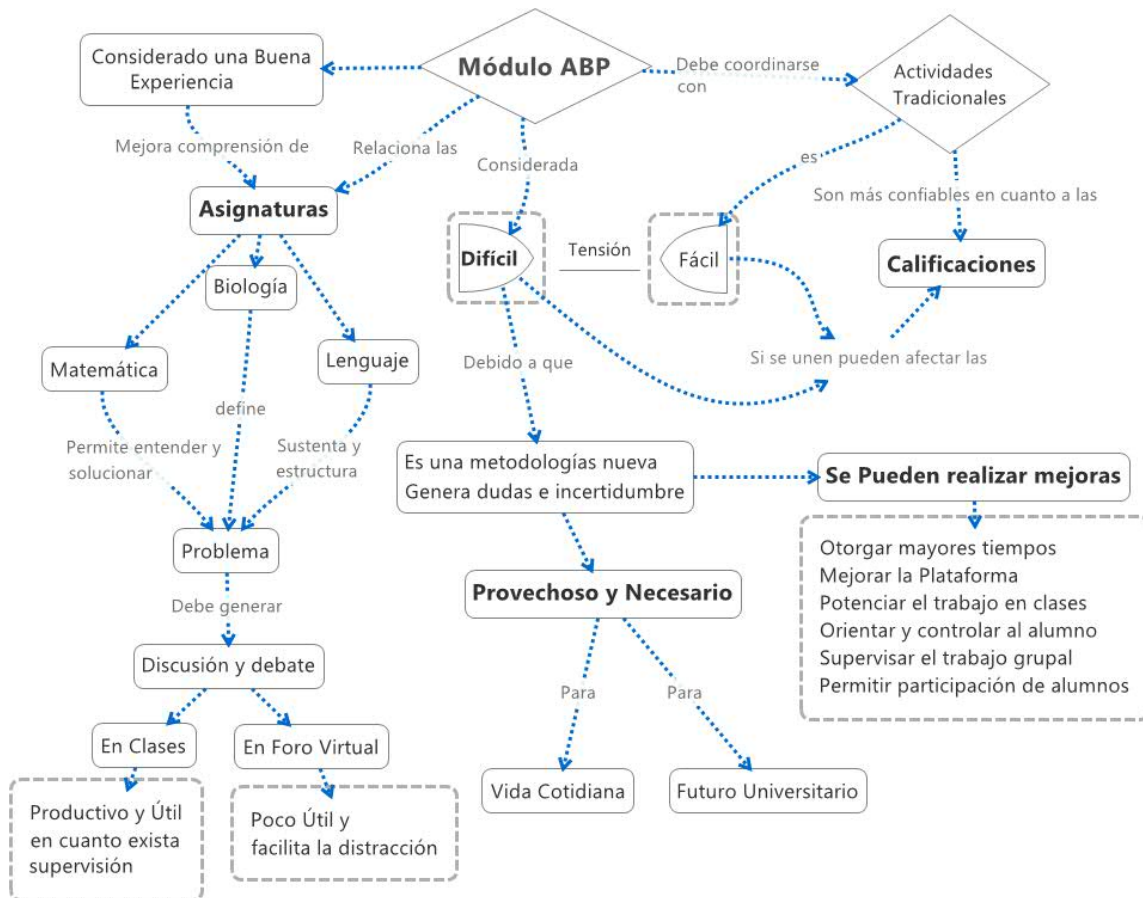 Considerado una Buena
Experiencia
Módulo ABP
Debe coordinarse
con
Actividades
Tradicionales
Mejora comprensión de
Relaciona las
Considerada
es
Son más confiables en cuanto a las
Asignaturas
Difícil
Tensión
Fácil
Calificaciones
Biología
Matemática
Lenguaje
Debido a que
Si se unen pueden afectar las
define
Permite entender y
solucionar
Sustenta y
estructura
Es una metodologías nueva
Genera dudas e incertidumbre
Se Pueden realizar mejoras
Problema
Otorgar mayores tiempos
Mejorar la Plataforma
Potenciar el trabajo en clases
Orientar y controlar al alumno
Supervisar el trabajo grupal
Permitir participación de alumnos
Debe generar
Provechoso y Necesario
Discusión y debate
Para
Para
En Clases
En Foro Virtual
Vida Cotidiana
Futuro Universitario
Productivo y Útil
en cuanto exista
supervisión
Poco Útil y
facilita la distracción